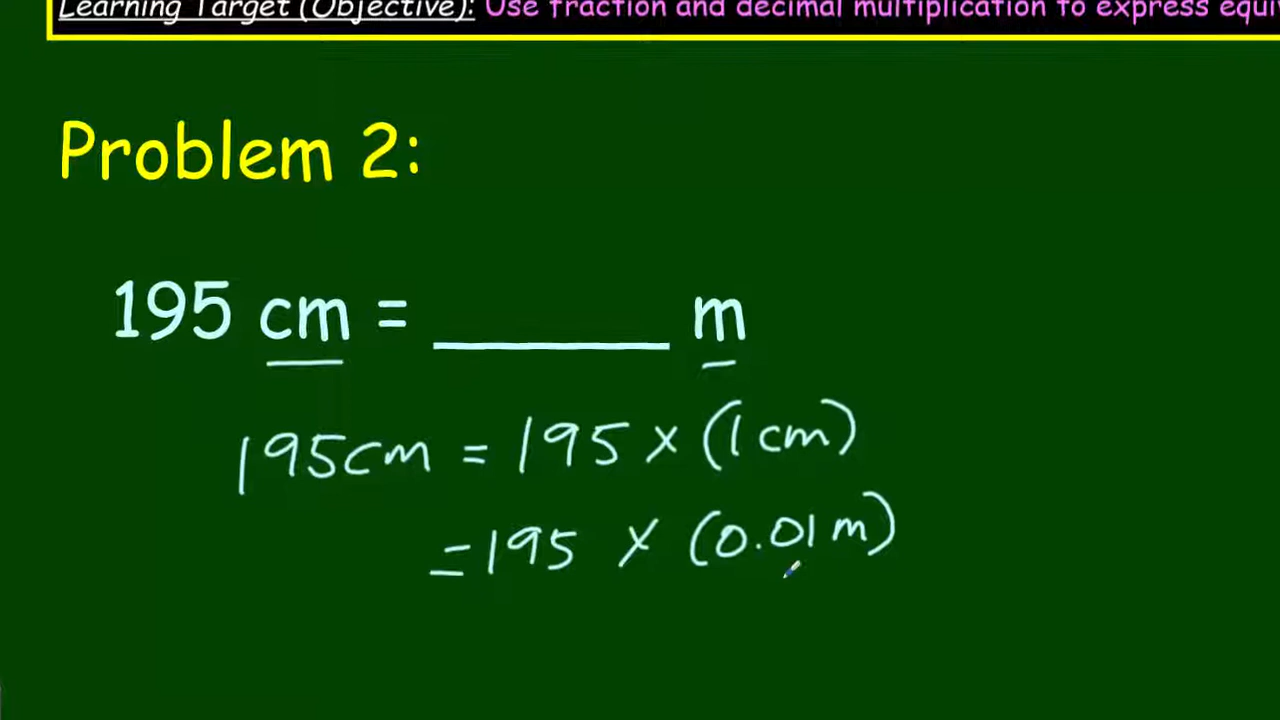 Learning Target (Objective): Use fraction and decimal multiplication to express equi
Problem 2:
195 cm = ______ m
195cm = 195 × (1 cm)
= 195 × (0.01 m)